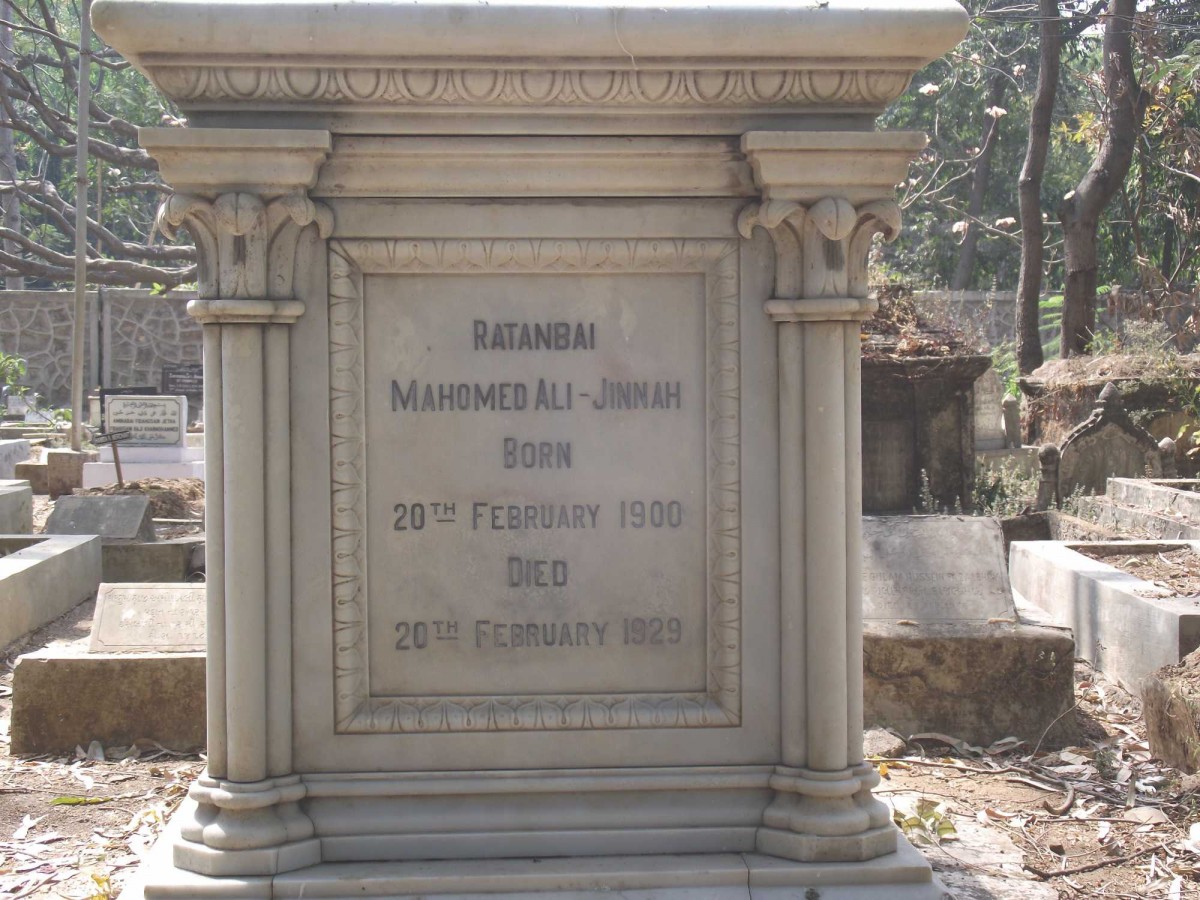 RATANBAI
MAHOMED ALI-JINNAH
BORN
20TH FEBRUARY 1900
DIED
20TH FEBRUARY 1929